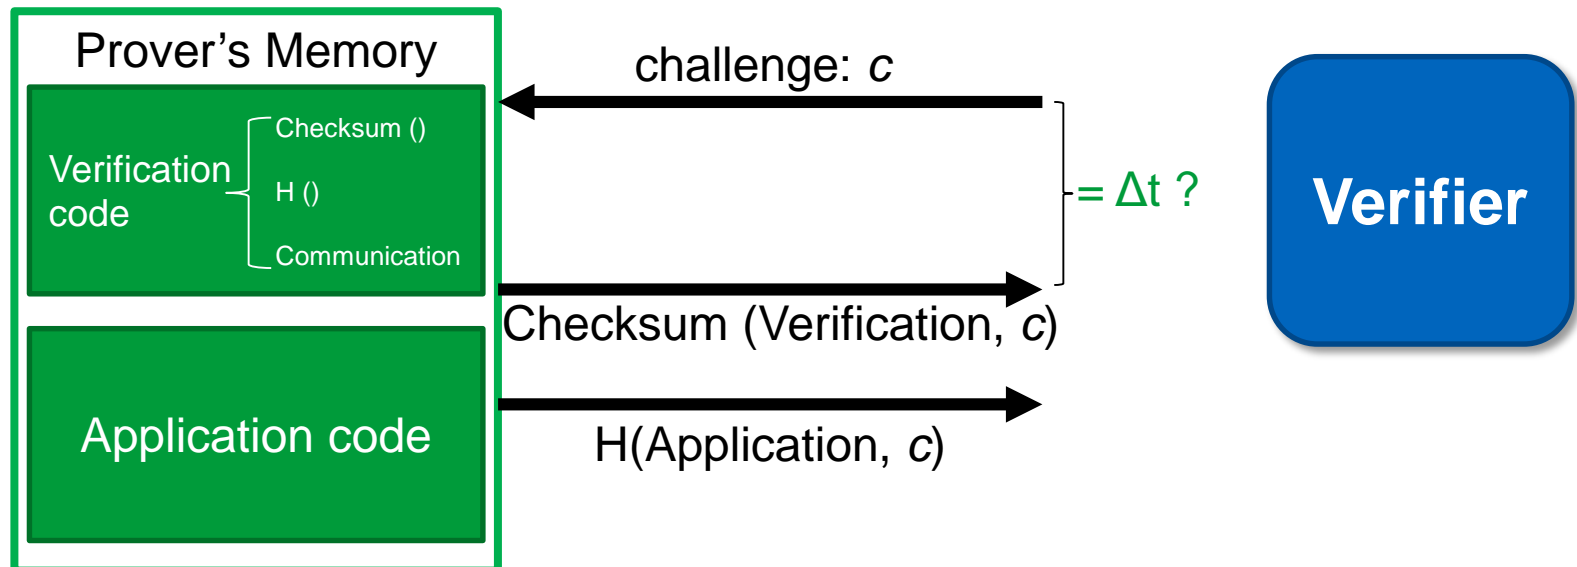 Prover’s Memory
Verification
code
Checksum ()
H ()
Communication
Application code
challenge: c
= Δt ?
Checksum (Verification, c)
H(Application, c)
Verifier